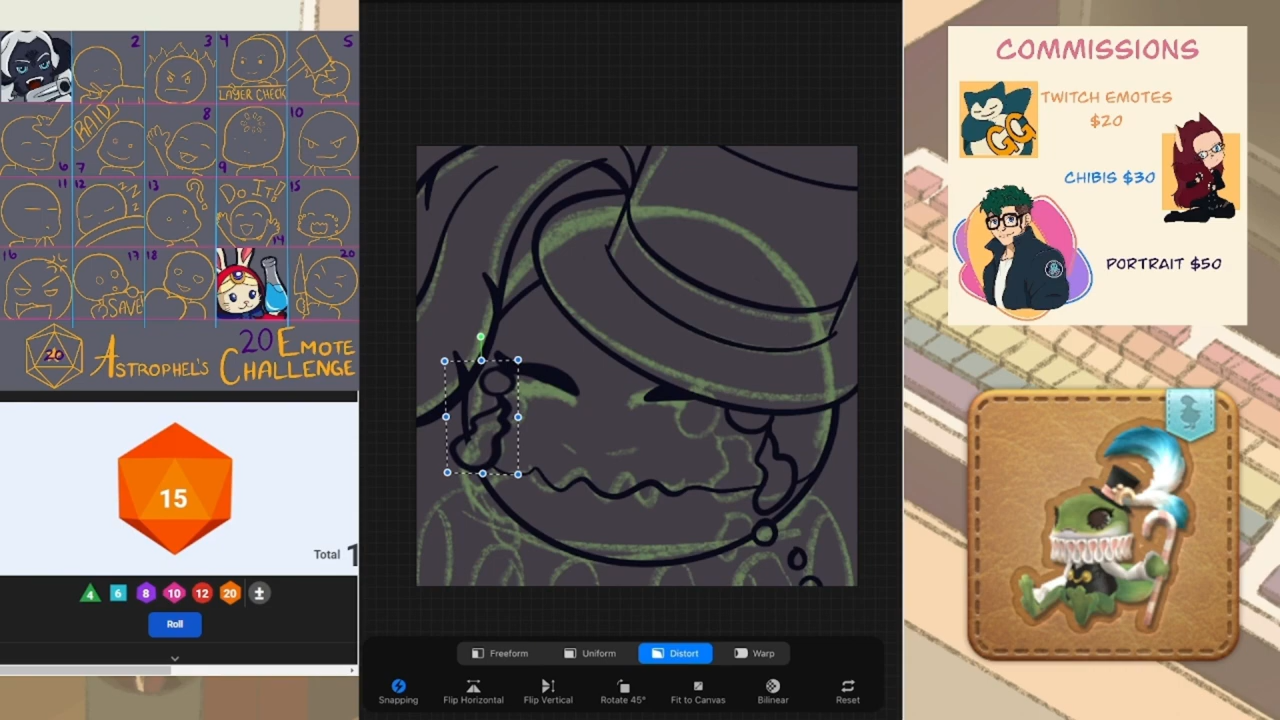 2
3
4
5
LAYER CHECK
RAID
8
10
6
7
9
11
12
ZZZ
13
?
DO IT!
15
14
16
17
18
20
SAVE
20
ASTROPHEL'S
20 EMOTE
CHALLENGE
15
Total 1
4
6
8
10
12
20
±
Roll
Freeform
Uniform
Distort
Warp
Snapping
Flip Horizontal
Flip Vertical
Rotate 45°
Fit to Canvas
Bilinear
Reset
COMMISSIONS
TWITCH EMOTES
$20
GG
CHIBIS $30
PORTRAIT $50